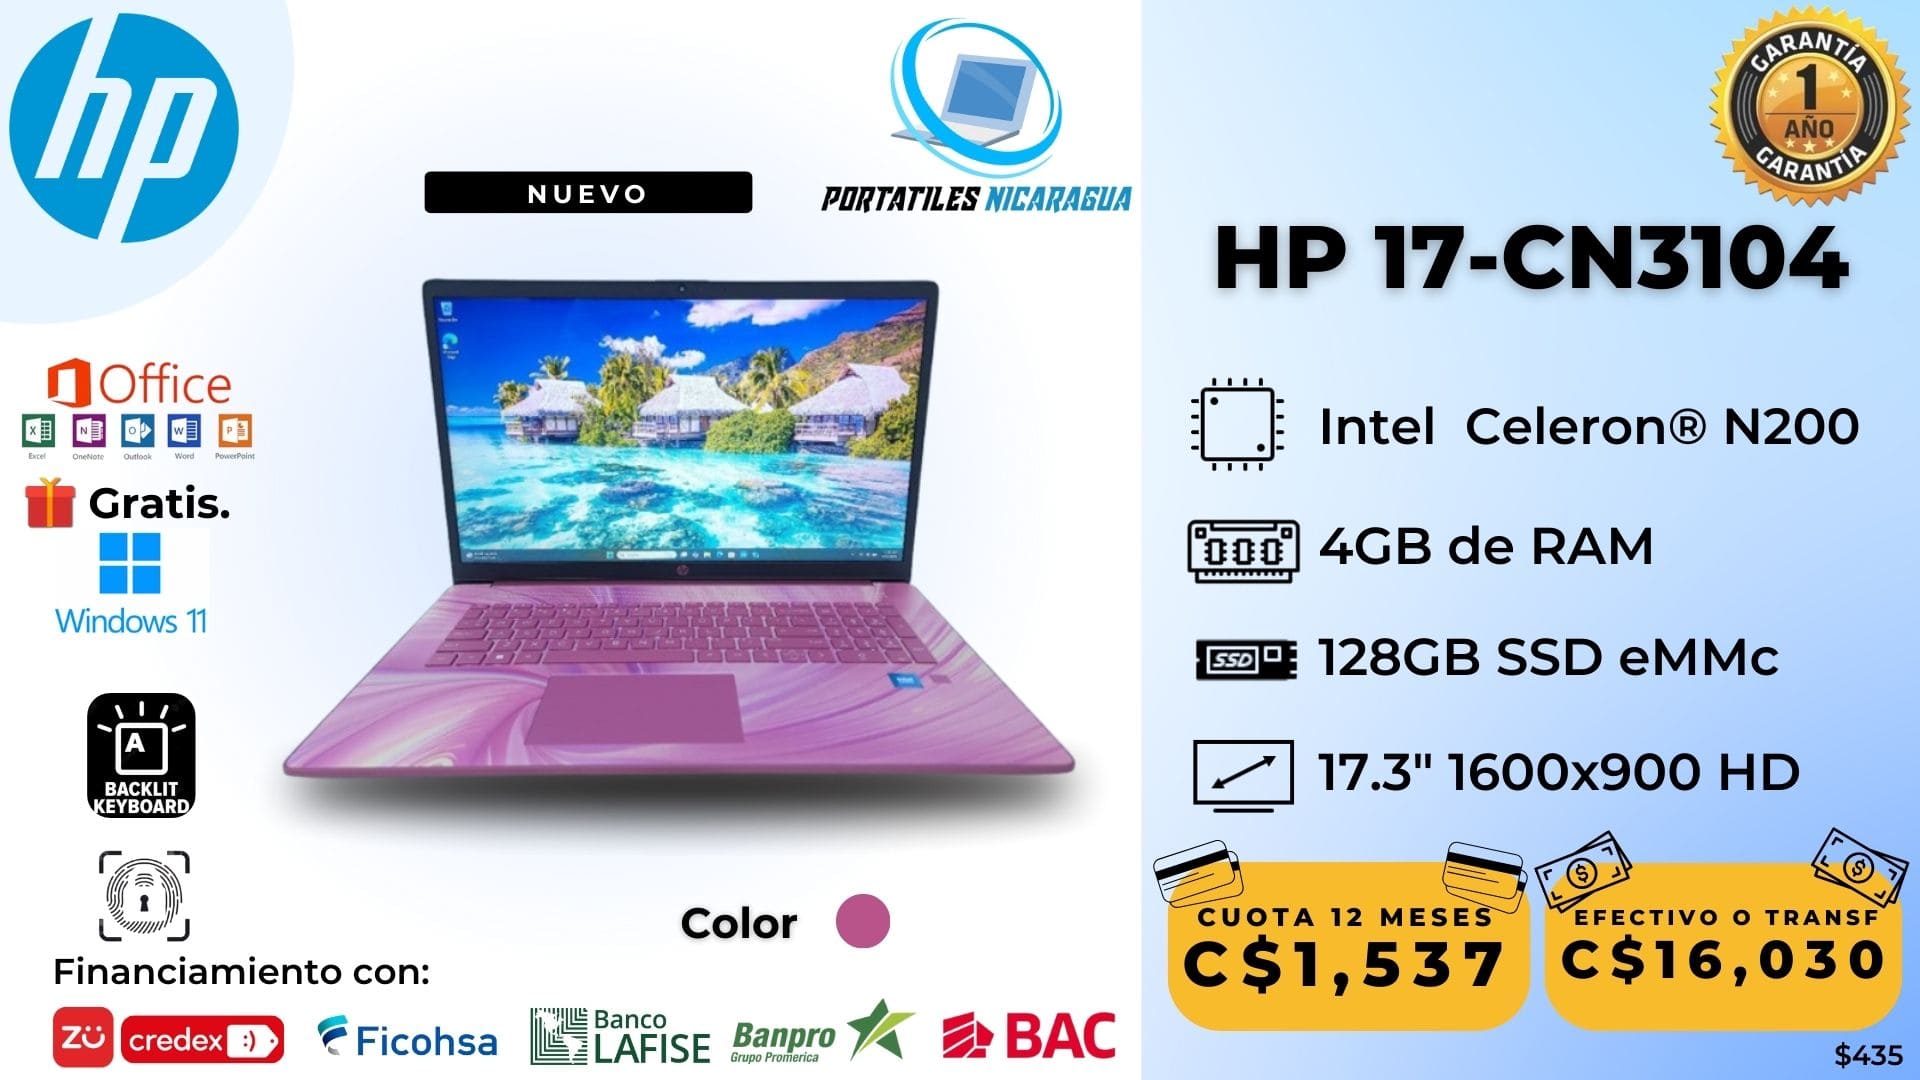 hp
NUEVO
PORTATILES NICARAGUA
GARANTÍA
1
AÑO
GARANTÍA
HP 17-CN3104
Office
Excel
OneNote
Outlook
Word
PowerPoint
Gratis.
Windows 11
A
BACKLIT
KEYBOARD
Intel Celeron® N200
4GB de RAM
SSD
128GB SSD eMMc
17.3" 1600x900 HD
Color
CUOTA 12 MESES
C$1,537
EFECTIVO O TRANSF
C$16,030
Financiamiento con:
ZU
credex :)
Ficohsa
Banco
LAFISE
Banpro
Grupo Promerica
BAC
$435